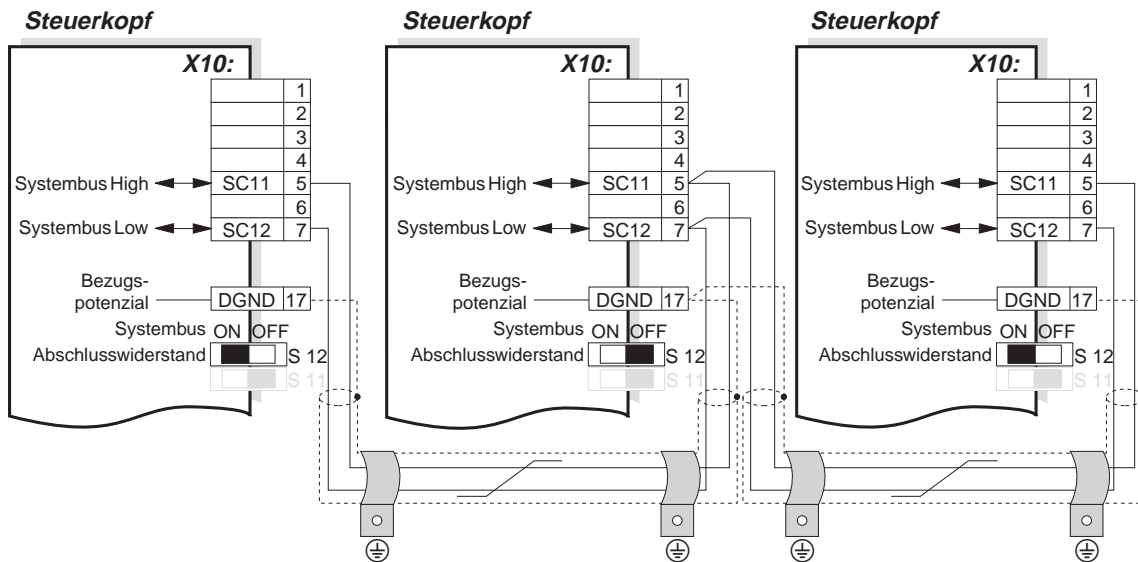 Steuerkopf
X10:
1
2
3
4
Systembus High SC11 5
6
Systembus Low SC12 7
Bezugs-
potenzial DGND 17
Systembus ON OFF
Abschlusswiderstand S 12
S 11
Steuerkopf
X10:
1
2
3
4
Systembus High SC11 5
6
Systembus Low SC12 7
Bezugs-
potenzial DGND 17
Systembus ON OFF
Abschlusswiderstand S 12
S 11
Steuerkopf
X10:
1
2
3
4
Systembus High SC11 5
6
Systembus Low SC12 7
Bezugs-
potenzial DGND 17
Systembus ON OFF
Abschlusswiderstand S 12
S 11